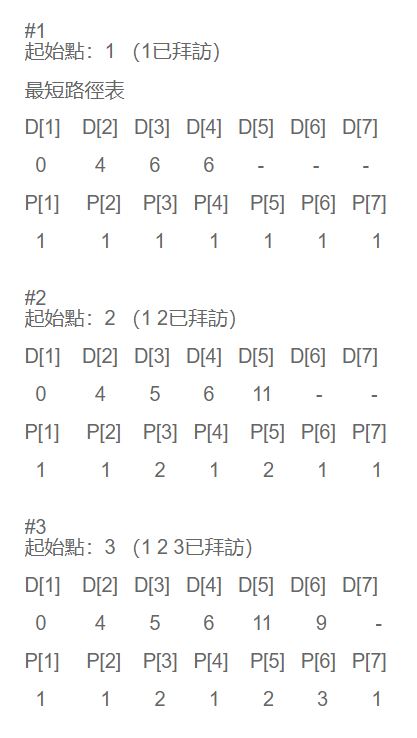 #1
起始點：1 （1已拜訪）
最短路徑表
D[1] D[2] D[3] D[4] D[5] D[6] D[7]
0 4 6 6 - - -
P[1] P[2] P[3] P[4] P[5] P[6] P[7]
1 1 1 1 1 1 1
#2
起始點：2 （1 2已拜訪）
D[1] D[2] D[3] D[4] D[5] D[6] D[7]
0 4 5 6 11 - -
P[1] P[2] P[3] P[4] P[5] P[6] P[7]
1 1 2 1 2 1 1
#3
起始點：3 （1 2 3已拜訪）
D[1] D[2] D[3] D[4] D[5] D[6] D[7]
0 4 5 6 11 9 -
P[1] P[2] P[3] P[4] P[5] P[6] P[7]
1 1 2 1 2 3 1